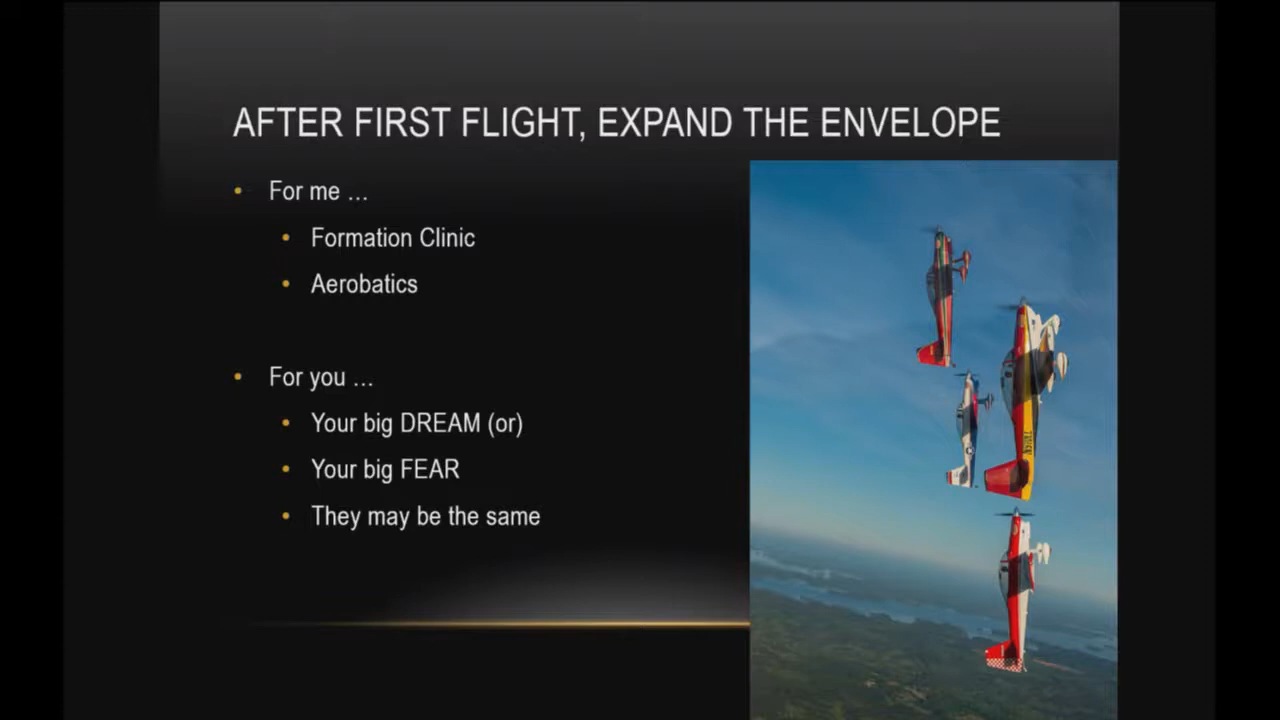 AFTER FIRST FLIGHT, EXPAND THE ENVELOPE
For me …
Formation Clinic
Aerobatics
For you …
Your big DREAM (or)
Your big FEAR
They may be the same